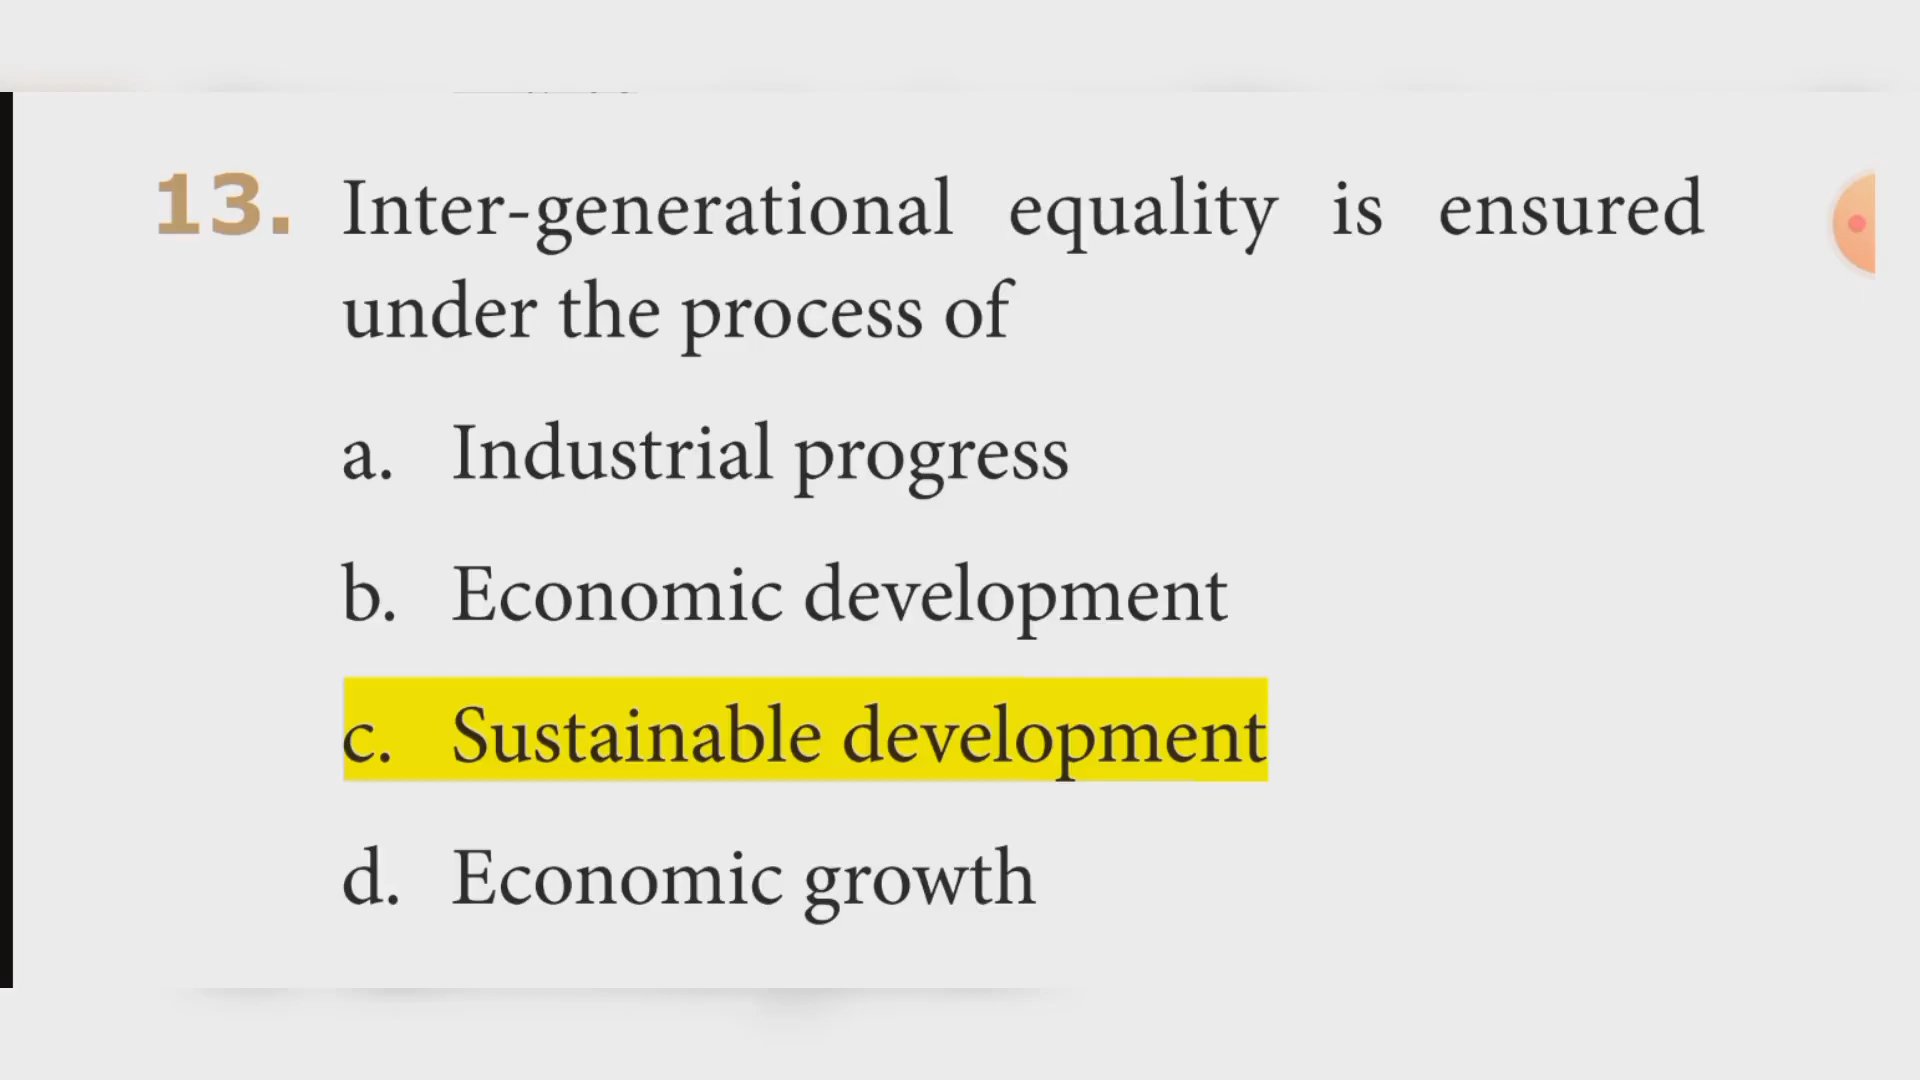 13. Inter-generational equality is ensured
under the process of
a. Industrial progress
b. Economic development
c. Sustainable development
d. Economic growth